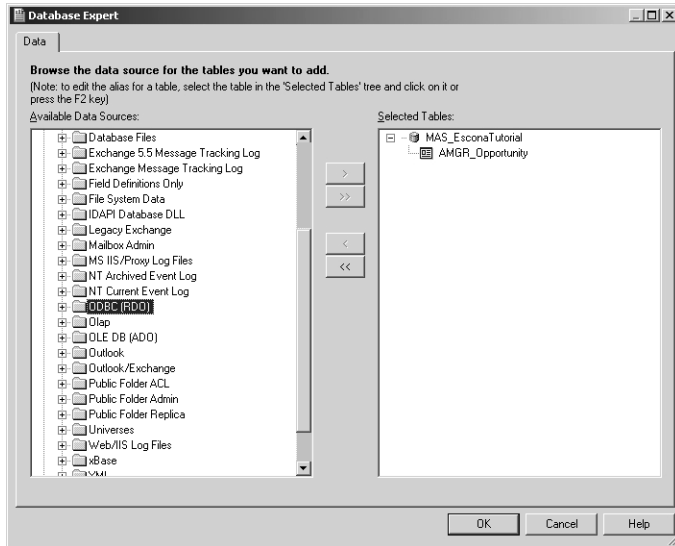 Database Expert
Data
Browse the data source for the tables you want to add.
(Note: to edit the alias for a table, select the table in the 'Selected Tables' tree and click on it or
press the F2 key)
Available Data Sources:
Database Files
Exchange 5.5 Message Tracking Log
Exchange Message Tracking Log
Field Definitions Only
File System Data
IDAPI Database DLL
Legacy Exchange
Mailbox Admin
MS IIS/Proxy Log Files
NT Archived Event Log
NT Current Event Log
ODBC (RDO)
Olap
OLE DB (ADO)
Outlook
Outlook/Exchange
Public Folder ACL
Public Folder Admin
Public Folder Replica
Universes
Web/IIS Log Files
xBase
>
>>
<
<<
Selected Tables:
MAS_EsconaTutorial
AMGR_Opportunity
OK
Cancel
Help